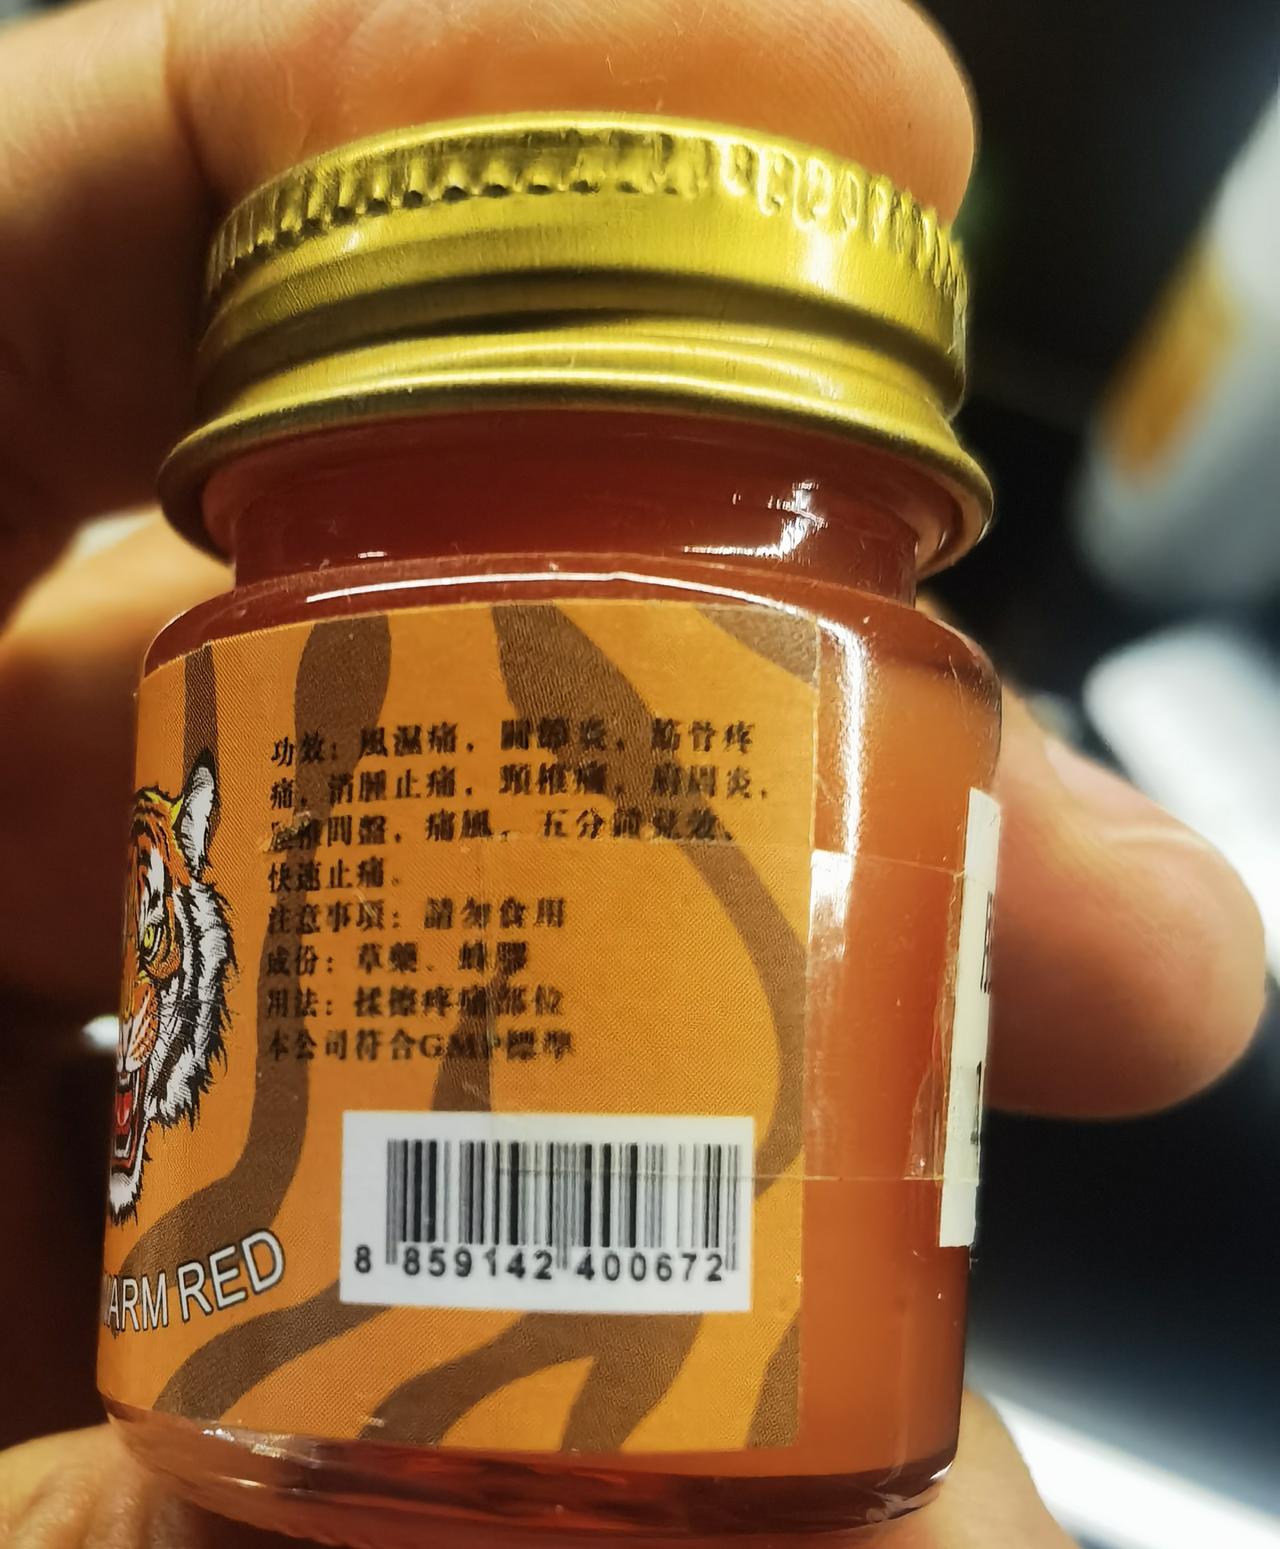 功效：風濕痛，關節炎，筋骨疼
痛，消腫止痛，頸椎痛，肩周炎，
椎間盤，痛風，五分鐘見效，
快速止痛。
注意事項：請勿食用
成份：草藥、蜂膠
用法：揉擦疼痛部位
本公司符合GMP標準
8 859142 400672
WARM RED